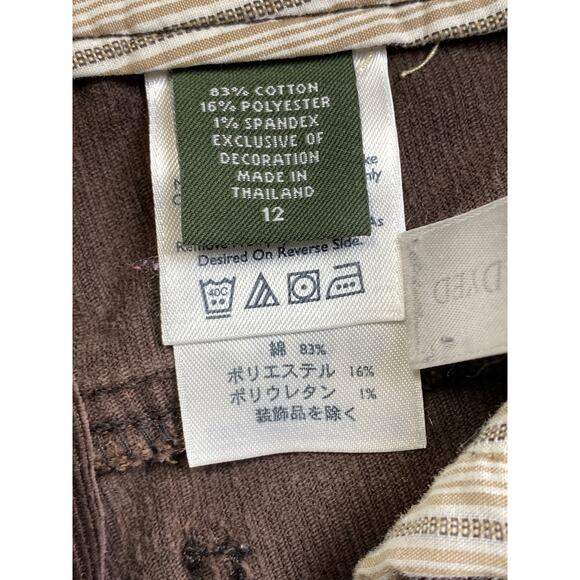 83% COTTON
16% POLYESTER
1% SPANDEX
EXCLUSIVE OF
DECORATION
MADE IN
THAILAND
12
Desired On Reverse Side.
40C
綿 83%
ポリエステル 16%
ポリウレタン 1%
装飾品を除く
DYED